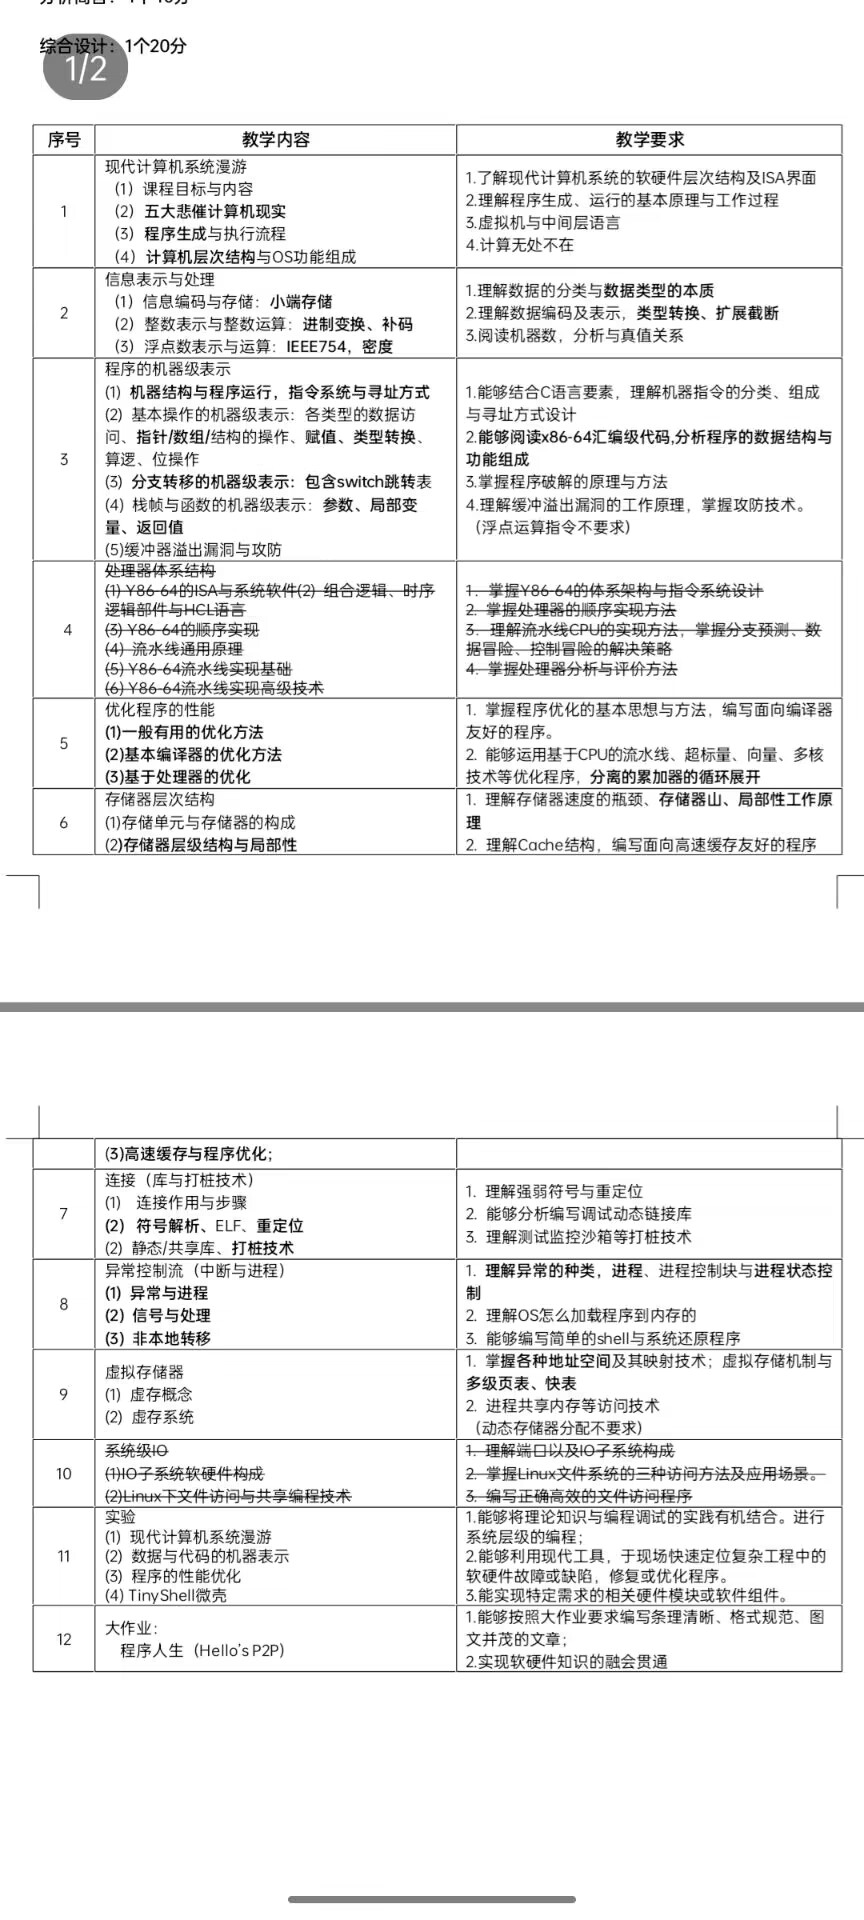 综合设计：1个20分
1/2
序号 教学内容 教学要求
1
现代计算机系统漫游
（1）课程目标与内容
（2）五大悲催计算机现实
（3）程序生成与执行流程
（4）计算机层次结构与OS功能组成
1.了解现代计算机系统的软硬件层次结构及ISA界面
2.理解程序生成、运行的基本原理与工作过程
3.虚拟机与中间层语言
4.计算无处不在
2
信息表示与处理
（1）信息编码与存储：小端存储
（2）整数表示与整数运算：进制变换、补码
（3）浮点数表示与运算：IEEE754，密度
1.理解数据的分类与数据类型的本质
2.理解数据编码及表示，类型转换、扩展截断
3.阅读机器数，分析与真值关系
3
程序的机器级表示
(1) 机器结构与程序运行，指令系统与寻址方式
(2) 基本操作的机器级表示：各类型的数据访
问、指针/数组/结构的操作、赋值、类型转换、
算逻、位操作
(3) 分支转移的机器级表示：包含switch跳转表
(4) 栈帧与函数的机器级表示：参数、局部变
量、返回值
(5)缓冲器溢出漏洞与攻防
1.能够结合C语言要素，理解机器指令的分类、组成
与寻址方式设计
2.能够阅读x86-64汇编级代码,分析程序的数据结构与
功能组成
3.掌握程序破解的原理与方法
4.理解缓冲溢出漏洞的工作原理，掌握攻防技术。
（浮点运算指令不要求）
4
处理器体系结构
(1) Y86-64的ISA与系统软件(2) 组合逻辑、时序
逻辑部件与HCL语言
(3) Y86-64的顺序实现
(4) 流水线通用原理
(5) Y86-64流水线实现基础
(6) Y86-64流水线实现高级技术
1. 掌握Y86-64的体系架构与指令系统设计
2. 掌握处理器的顺序实现方法
3. 理解流水线CPU的实现方法，掌握分支预测、数
据冒险、控制冒险的解决策略
4. 掌握处理器分析与评价方法
5
优化程序的性能
(1)一般有用的优化方法
(2)基本编译器的优化方法
(3)基于处理器的优化
1. 掌握程序优化的基本思想与方法，编写面向编译器
友好的程序。
2. 能够运用基于CPU的流水线、超标量、向量、多核
技术等优化程序，分离的累加器的循环展开
6
存储器层次结构
(1)存储单元与存储器的构成
(2)存储器层级结构与局部性
1. 理解存储器速度的瓶颈、存储器山、局部性工作原
理
2. 理解Cache结构，编写面向高速缓存友好的程序
(3)高速缓存与程序优化；
7
连接（库与打桩技术）
(1) 连接作用与步骤
(2) 符号解析、ELF、重定位
(2) 静态/共享库、打桩技术
1. 理解强弱符号与重定位
2. 能够分析编写调试动态链接库
3. 理解测试监控沙箱等打桩技术
8
异常控制流（中断与进程）
(1) 异常与进程
(2) 信号与处理
(3) 非本地转移
1. 理解异常的种类，进程、进程控制块与进程状态控
制
2. 理解OS怎么加载程序到内存的
3. 能够编写简单的shell与系统还原程序
9
虚拟存储器
(1) 虚存概念
(2) 虚存系统
1. 掌握各种地址空间及其映射技术；虚拟存储机制与
多级页表、快表
2. 进程共享内存等访问技术
（动态存储器分配不要求）
10
系统级IO
(1)IO子系统软硬件构成
(2)Linux下文件访问与共享编程技术
1. 理解端口以及IO子系统构成
2. 掌握Linux文件系统的三种访问方法及应用场景。
3. 编写正确高效的文件访问程序
11
实验
(1) 现代计算机系统漫游
(2) 数据与代码的机器表示
(3) 程序的性能优化
(4) TinyShell微壳
1.能够将理论知识与编程调试的实践有机结合。进行
系统层级的编程；
2.能够利用现代工具，于现场快速定位复杂工程中的
软硬件故障或缺陷，修复或优化程序。
3.能实现特定需求的相关硬件模块或软件组件。
12
大作业：
程序人生（Hello's P2P）
1.能够按照大作业要求编写条理清晰、格式规范、图
文并茂的文章；
2.实现软硬件知识的融会贯通